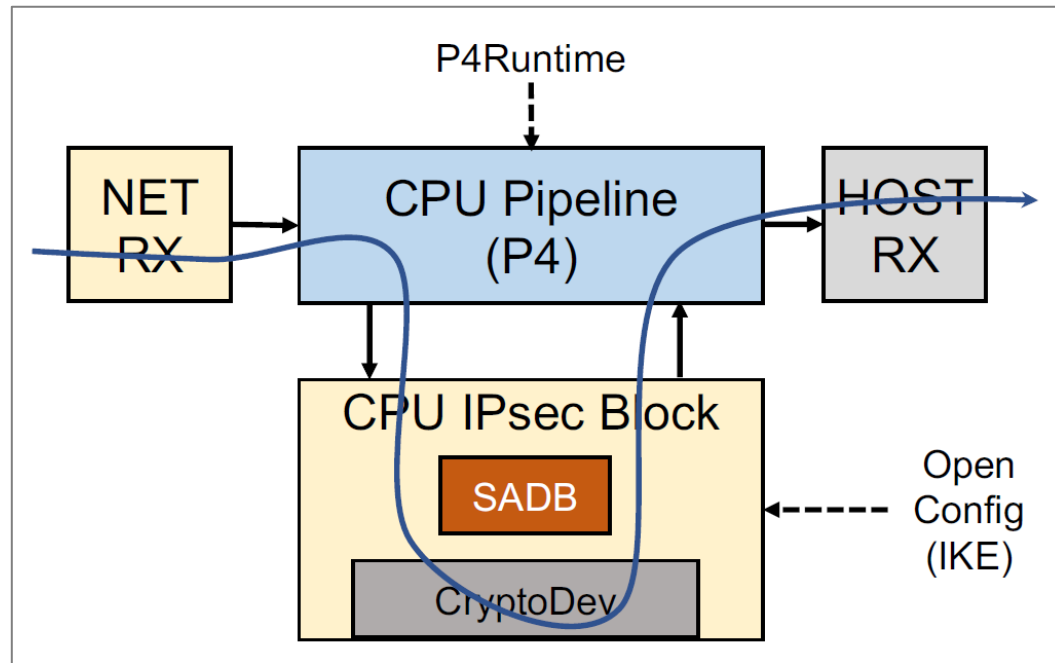 P4Runtime
NET
RX
CPU Pipeline
(P4)
HOST
RX
CPU IPsec Block
SADB
CryptoDev
Open
Config
(IKE)